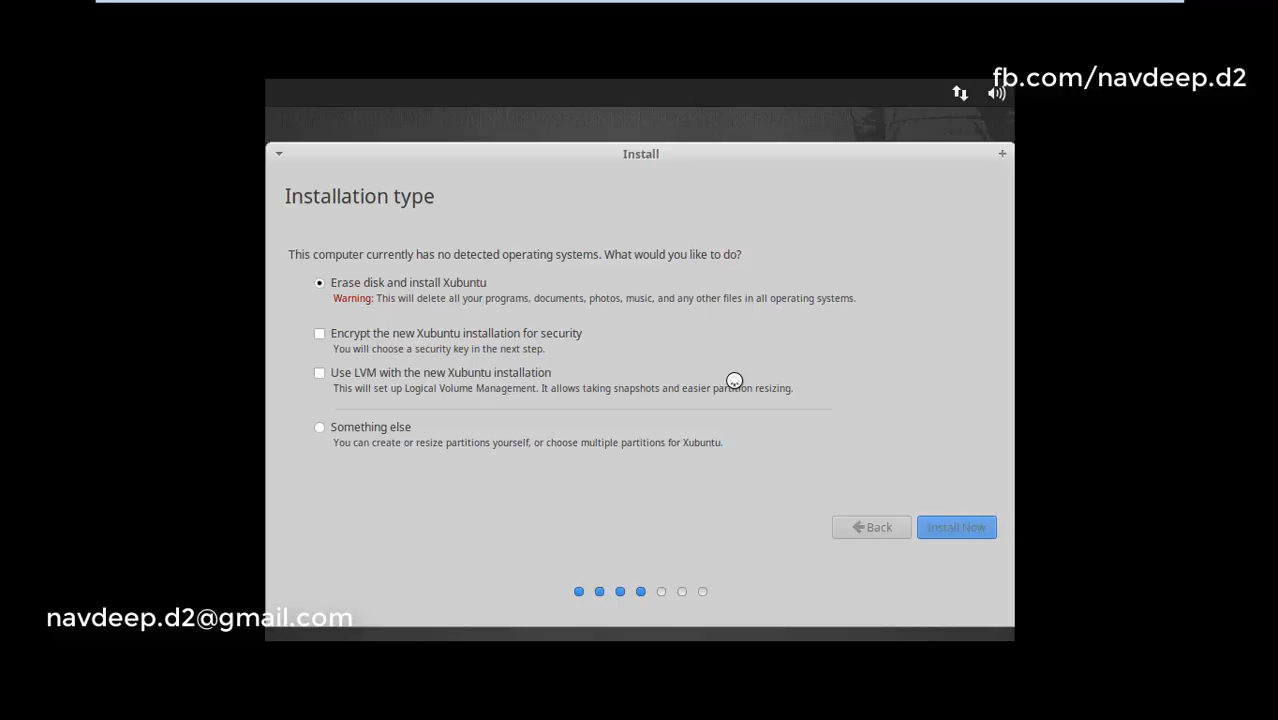 fb.com/navdeep.d2
Install
Installation type
This computer currently has no detected operating systems. What would you like to do?
Erase disk and install Xubuntu
Warning: This will delete all your programs, documents, photos, music, and any other files in all operating systems.
Encrypt the new Xubuntu installation for security
You will choose a security key in the next step.
Use LVM with the new Xubuntu installation
This will set up Logical Volume Management. It allows taking snapshots and easier partition resizing.
Something else
You can create or resize partitions yourself, or choose multiple partitions for Xubuntu.
Back Install Now
navdeep.d2@gmail.com